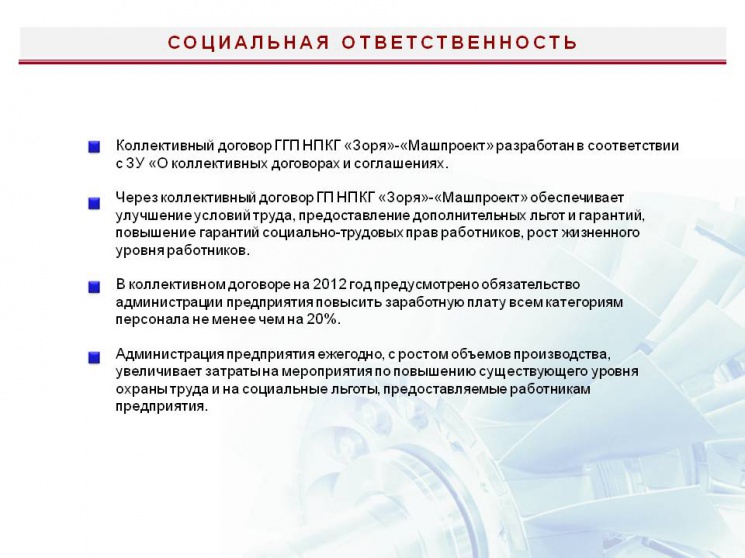 СОЦИАЛЬНАЯ ОТВЕТСТВЕННОСТЬ
Коллективный договор ГГП НПКГ «Зоря»-«Машпроект» разработан в соответствии
с ЗУ «О коллективных договорах и соглашениях.
Через коллективный договор ГП НПКГ «Зоря»-«Машпроект» обеспечивает
улучшение условий труда, предоставление дополнительных льгот и гарантий,
повышение гарантий социально-трудовых прав работников, рост жизненного
уровня работников.
В коллективном договоре на 2012 год предусмотрено обязательство
администрации предприятия повысить заработную плату всем категориям
персонала не менее чем на 20%.
Администрация предприятия ежегодно, с ростом объемов производства,
увеличивает затраты на мероприятия по повышению существующего уровня
охраны труда и на социальные льготы, предоставляемые работникам
предприятия.